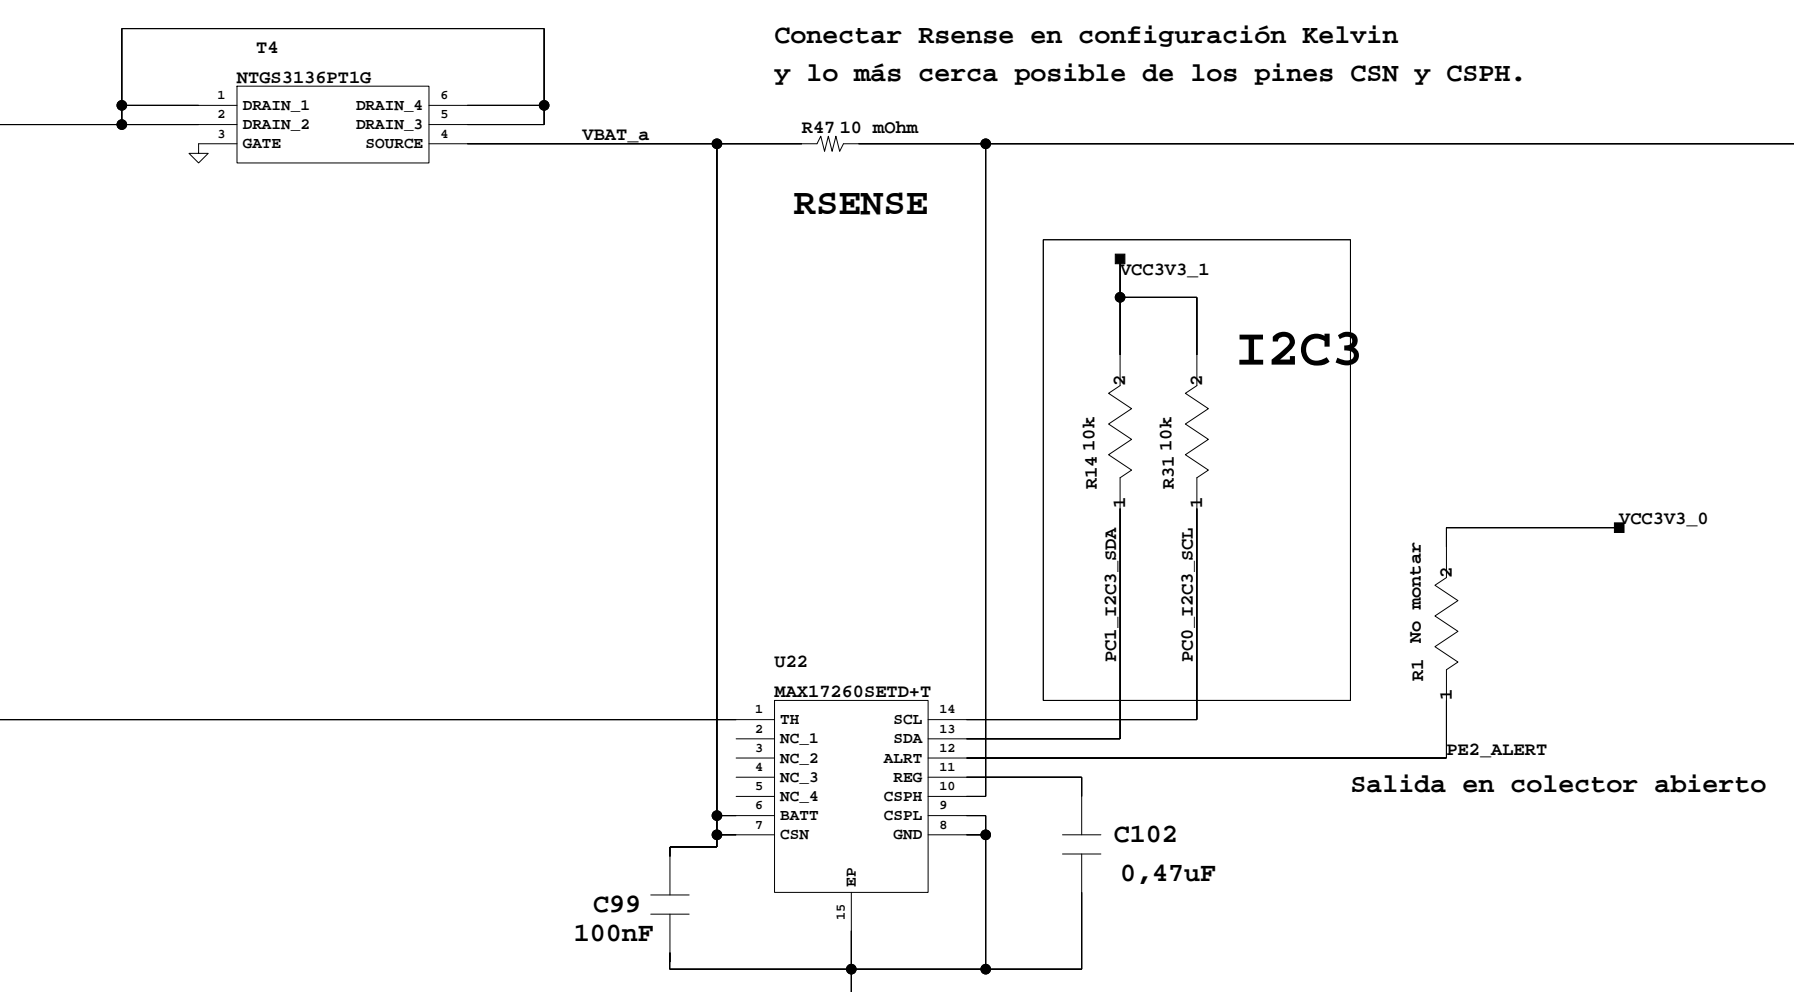 Conectar Rsense en configuración Kelvin
y lo más cerca posible de los pines CSN y CSPH.
T4
NTGS3136PT1G
1 DRAIN_1 DRAIN_4 6
2 DRAIN_2 DRAIN_3 5
3 GATE SOURCE 4
VBAT_a
R47 10 mOhm
RSENSE
VCC3V3_1
I2C3
2 2
R14 10k
R31 10k
1 1
PC1_I2C3_SDA
PC0_I2C3_SCL
VCC3V3_0
2
R1 No montar
1
PE2_ALERT
Salida en colector abierto
U22
MAX17260SETD+T
1 TH SCL 14
2 NC_1 SDA 13
3 NC_2 ALRT 12
4 NC_3 REG 11
5 NC_4 CSPH 10
6 BATT CSPL 9
7 CSN GND 8
EP
15
C102
0,47uF
C99
100nF